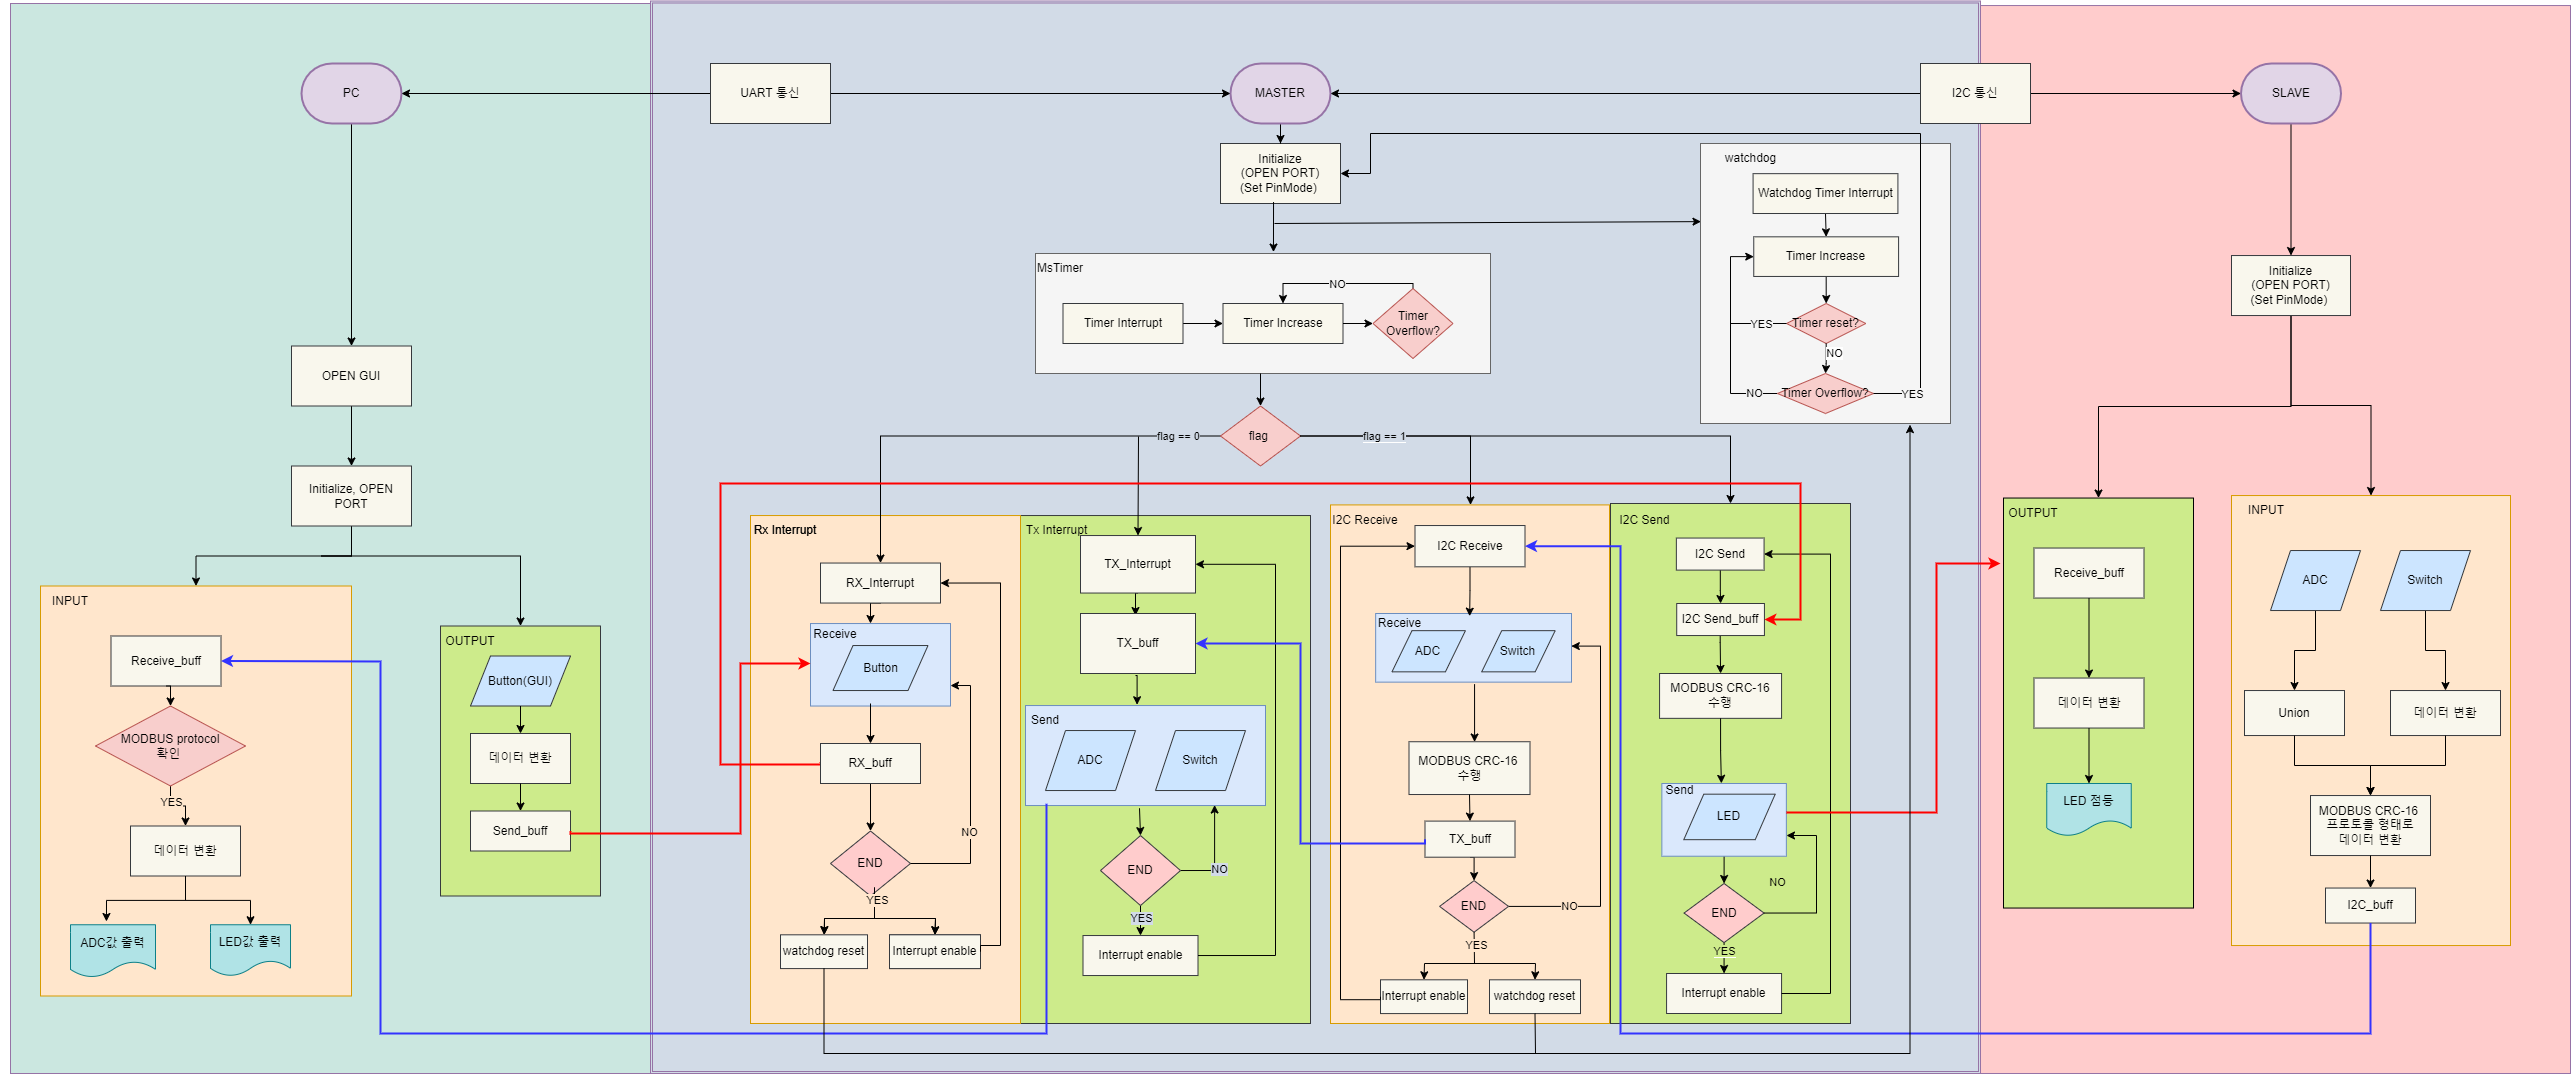 PC
UART 통신
MASTER
I2C 통신
SLAVE
OPEN GUI
Initialize, OPEN
PORT
INPUT
Receive_buff
MODBUS protocol
확인
YES
데이터 변환
ADC값 출력
LED값 출력
OUTPUT
Button(GUI)
데이터 변환
Send_buff
Initialize
(OPEN PORT)
(Set PinMode)
MsTimer
Timer Interrupt
Timer Increase
NO
Timer
Overflow?
watchdog
Watchdog Timer Interrupt
Timer Increase
Timer reset?
YES
NO
Timer Overflow?
NO
YES
flag == 0
flag
flag == 1
Rx Interrupt
RX_Interrupt
Receive
Button
RX_buff
END
NO
YES
watchdog reset
Interrupt enable
Tx Interrupt
TX_Interrupt
TX_buff
Send
ADC
Switch
END
NO
YES
Interrupt enable
I2C Receive
I2C Receive
Receive
ADC
Switch
MODBUS CRC-16
수행
TX_buff
END
NO
YES
Interrupt enable
watchdog reset
I2C Send
I2C Send
I2C Send_buff
MODBUS CRC-16
수행
Send
LED
NO
END
YES
Interrupt enable
Initialize
(OPEN PORT)
(Set PinMode)
OUTPUT
Receive_buff
데이터 변환
LED 점등
INPUT
ADC
Switch
Union
데이터 변환
MODBUS CRC-16
프로토콜 형태로
데이터 변환
I2C_buff